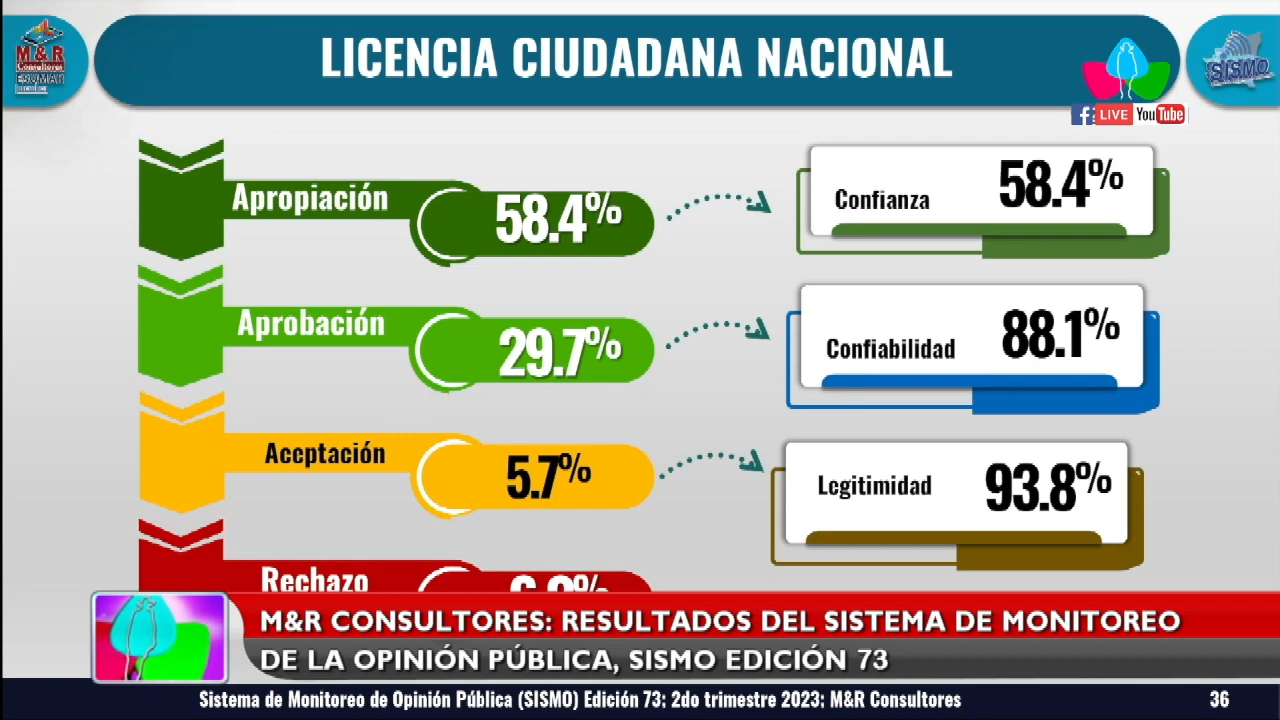 M&R
Consultores
ESOMAR
LICENCIA CIUDADANA NACIONAL
SISMO
f LIVE YouTube
Apropiación
58.4%
Confianza
58.4%
Aprobación
29.7%
Confiabilidad
88.1%
Aceptación
5.7%
Legitimidad
93.8%
Rechazo
M&R CONSULTORES: RESULTADOS DEL SISTEMA DE MONITOREO
DE LA OPINIÓN PÚBLICA, SISMO EDICIÓN 73
Sistema de Monitoreo de Opinión Pública (SISMO) Edición 73: 2do trimestre 2023: M&R Consultores
36